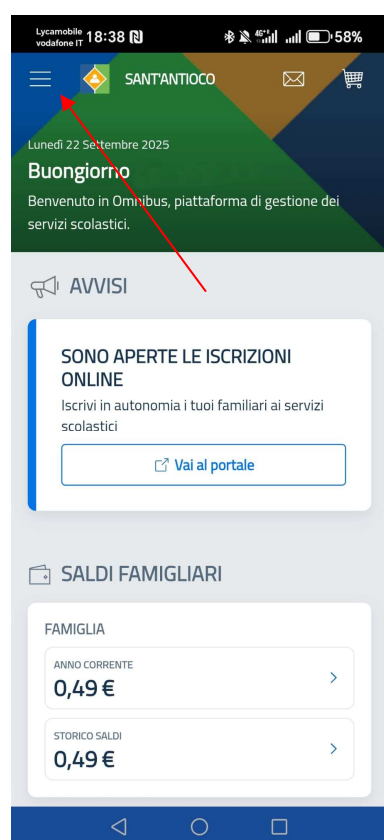 Lycamobile
vodafone IT 18:38 58%
SANT'ANTIOCO
Lunedì 22 Settembre 2025
Buongiorno
Benvenuto in Omnibus, piattaforma di gestione dei
servizi scolastici.
AVVISI
SONO APERTE LE ISCRIZIONI
ONLINE
Iscrivi in autonomia i tuoi familiari ai servizi
scolastici
Vai al portale
SALDI FAMIGLIARI
FAMIGLIA
ANNO CORRENTE
0,49 €
STORICO SALDI
0,49 €